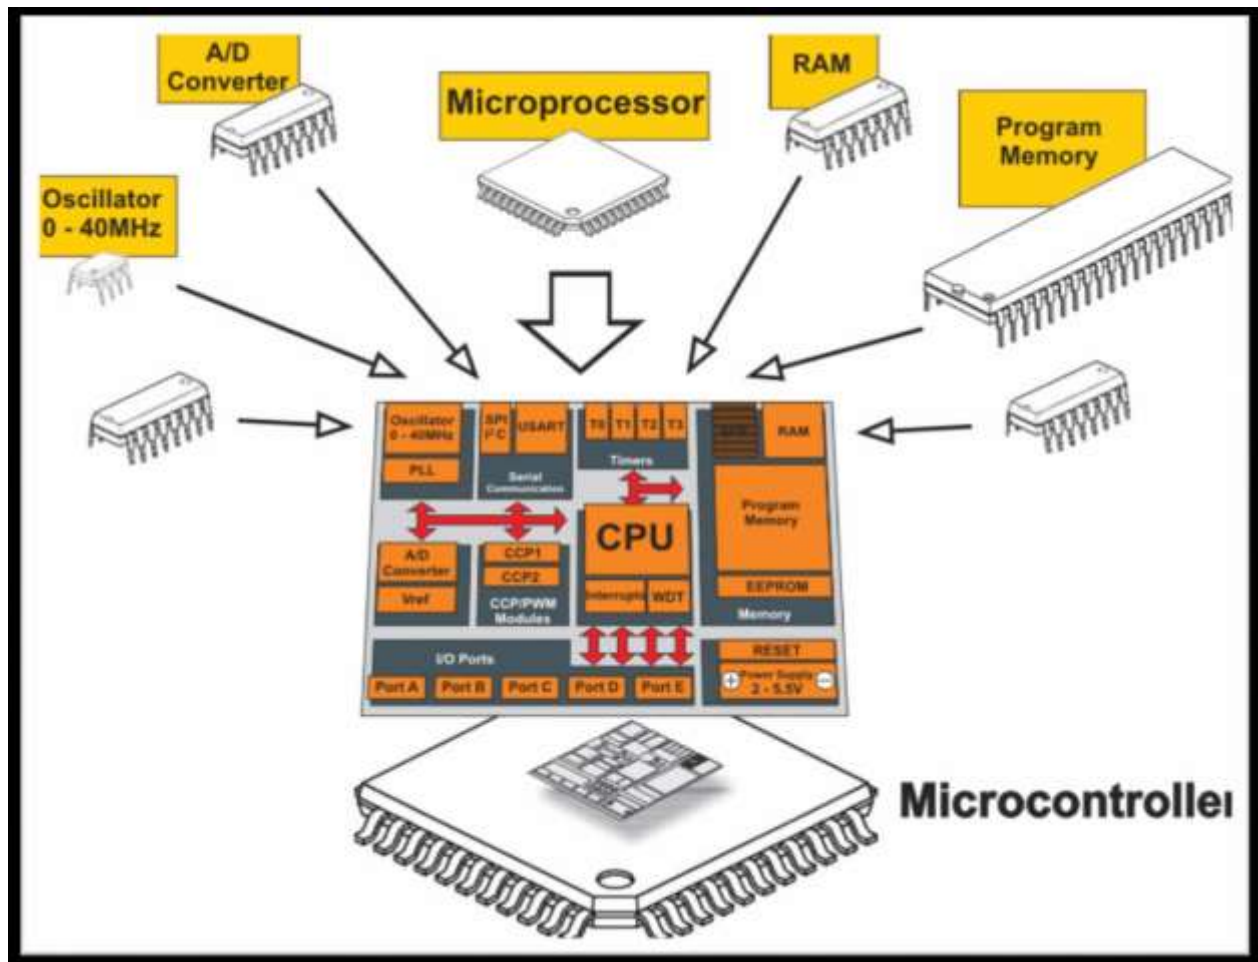 A/D
Converter
Microprocessor
RAM
Program
Memory
Oscillator
0 - 40MHz
Oscillator
0 - 40MHz
PLL
SPI
I²C
USART
Serial
Communication
T0
T1
T2
T3
Timers
RAM
Program
Memory
EEPROM
Memory
A/D
Converter
Vref
CCP1
CCP2
CCP/PWM
Modules
CPU
Interrupts
WDT
I/O Ports
Port A
Port B
Port C
Port D
Port E
RESET
Power Supply
2 - 5.5V
Microcontroller